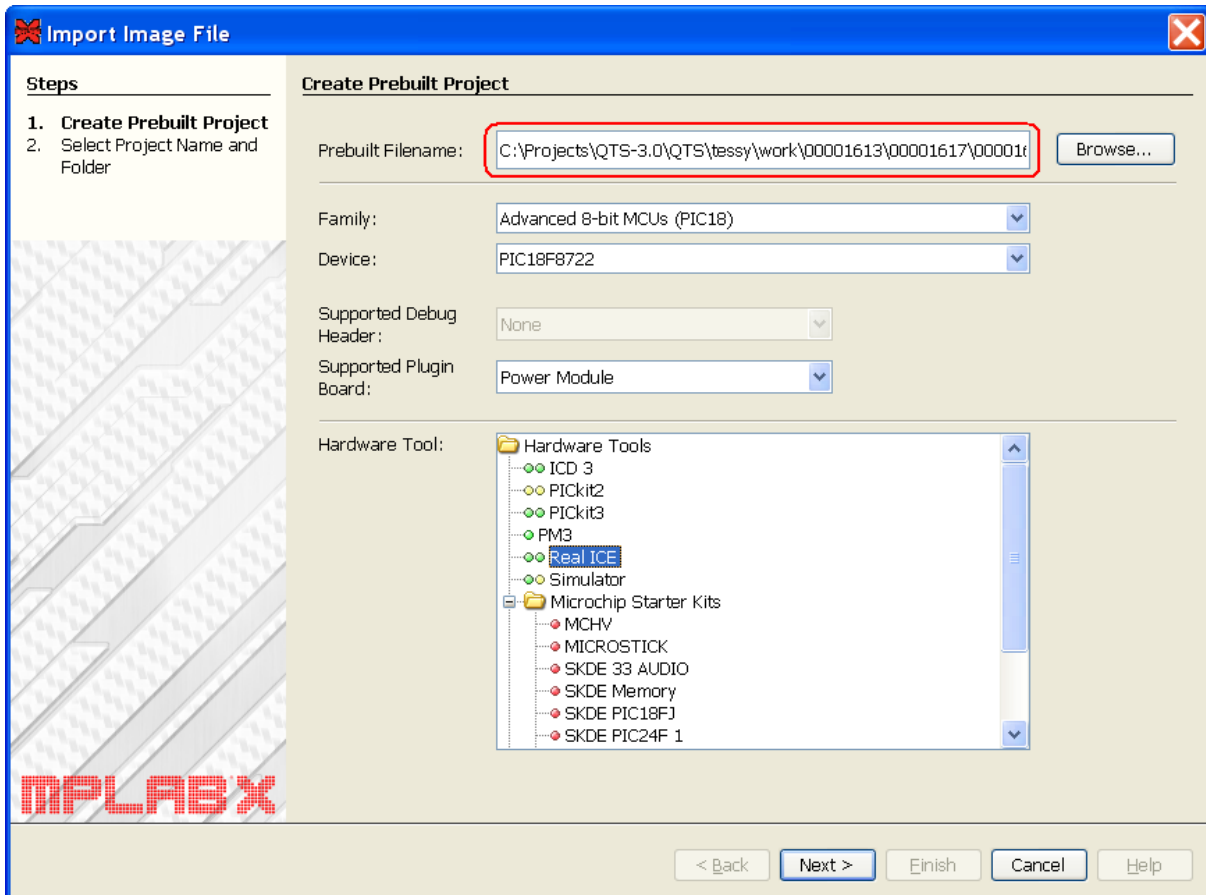 Import Image File
Steps
1. Create Prebuilt Project
2. Select Project Name and
Folder
Create Prebuilt Project
Prebuilt Filename:
C:\Projects\QTS-3.0\QTS\tessy\work\00001613\00001617\000016
Browse...
Family:
Advanced 8-bit MCUs (PIC18)
Device:
PIC18F8722
Supported Debug
Header:
None
Supported Plugin
Board:
Power Module
Hardware Tool:
Hardware Tools
ICD 3
PICkit2
PICkit3
PM3
Real ICE
Simulator
Microchip Starter Kits
MCHV
MICROSTICK
SKDE 33 AUDIO
SKDE Memory
SKDE PIC18FJ
SKDE PIC24F 1
MPLAB X
< Back
Next >
Finish
Cancel
Help